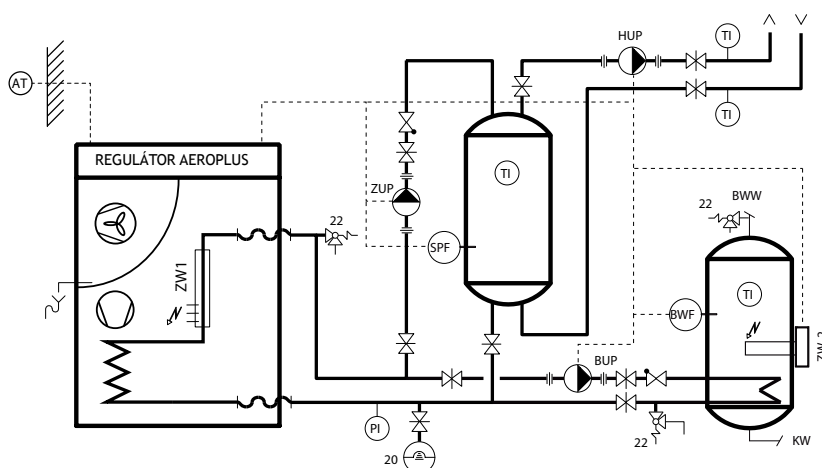 HUP
TI
AT
TI
REGULÁTOR AEROPLUS
TI
ZUP
22
BWW
22
SPF
ZW1
TI
BWF
BUP
PI
22
KW
20